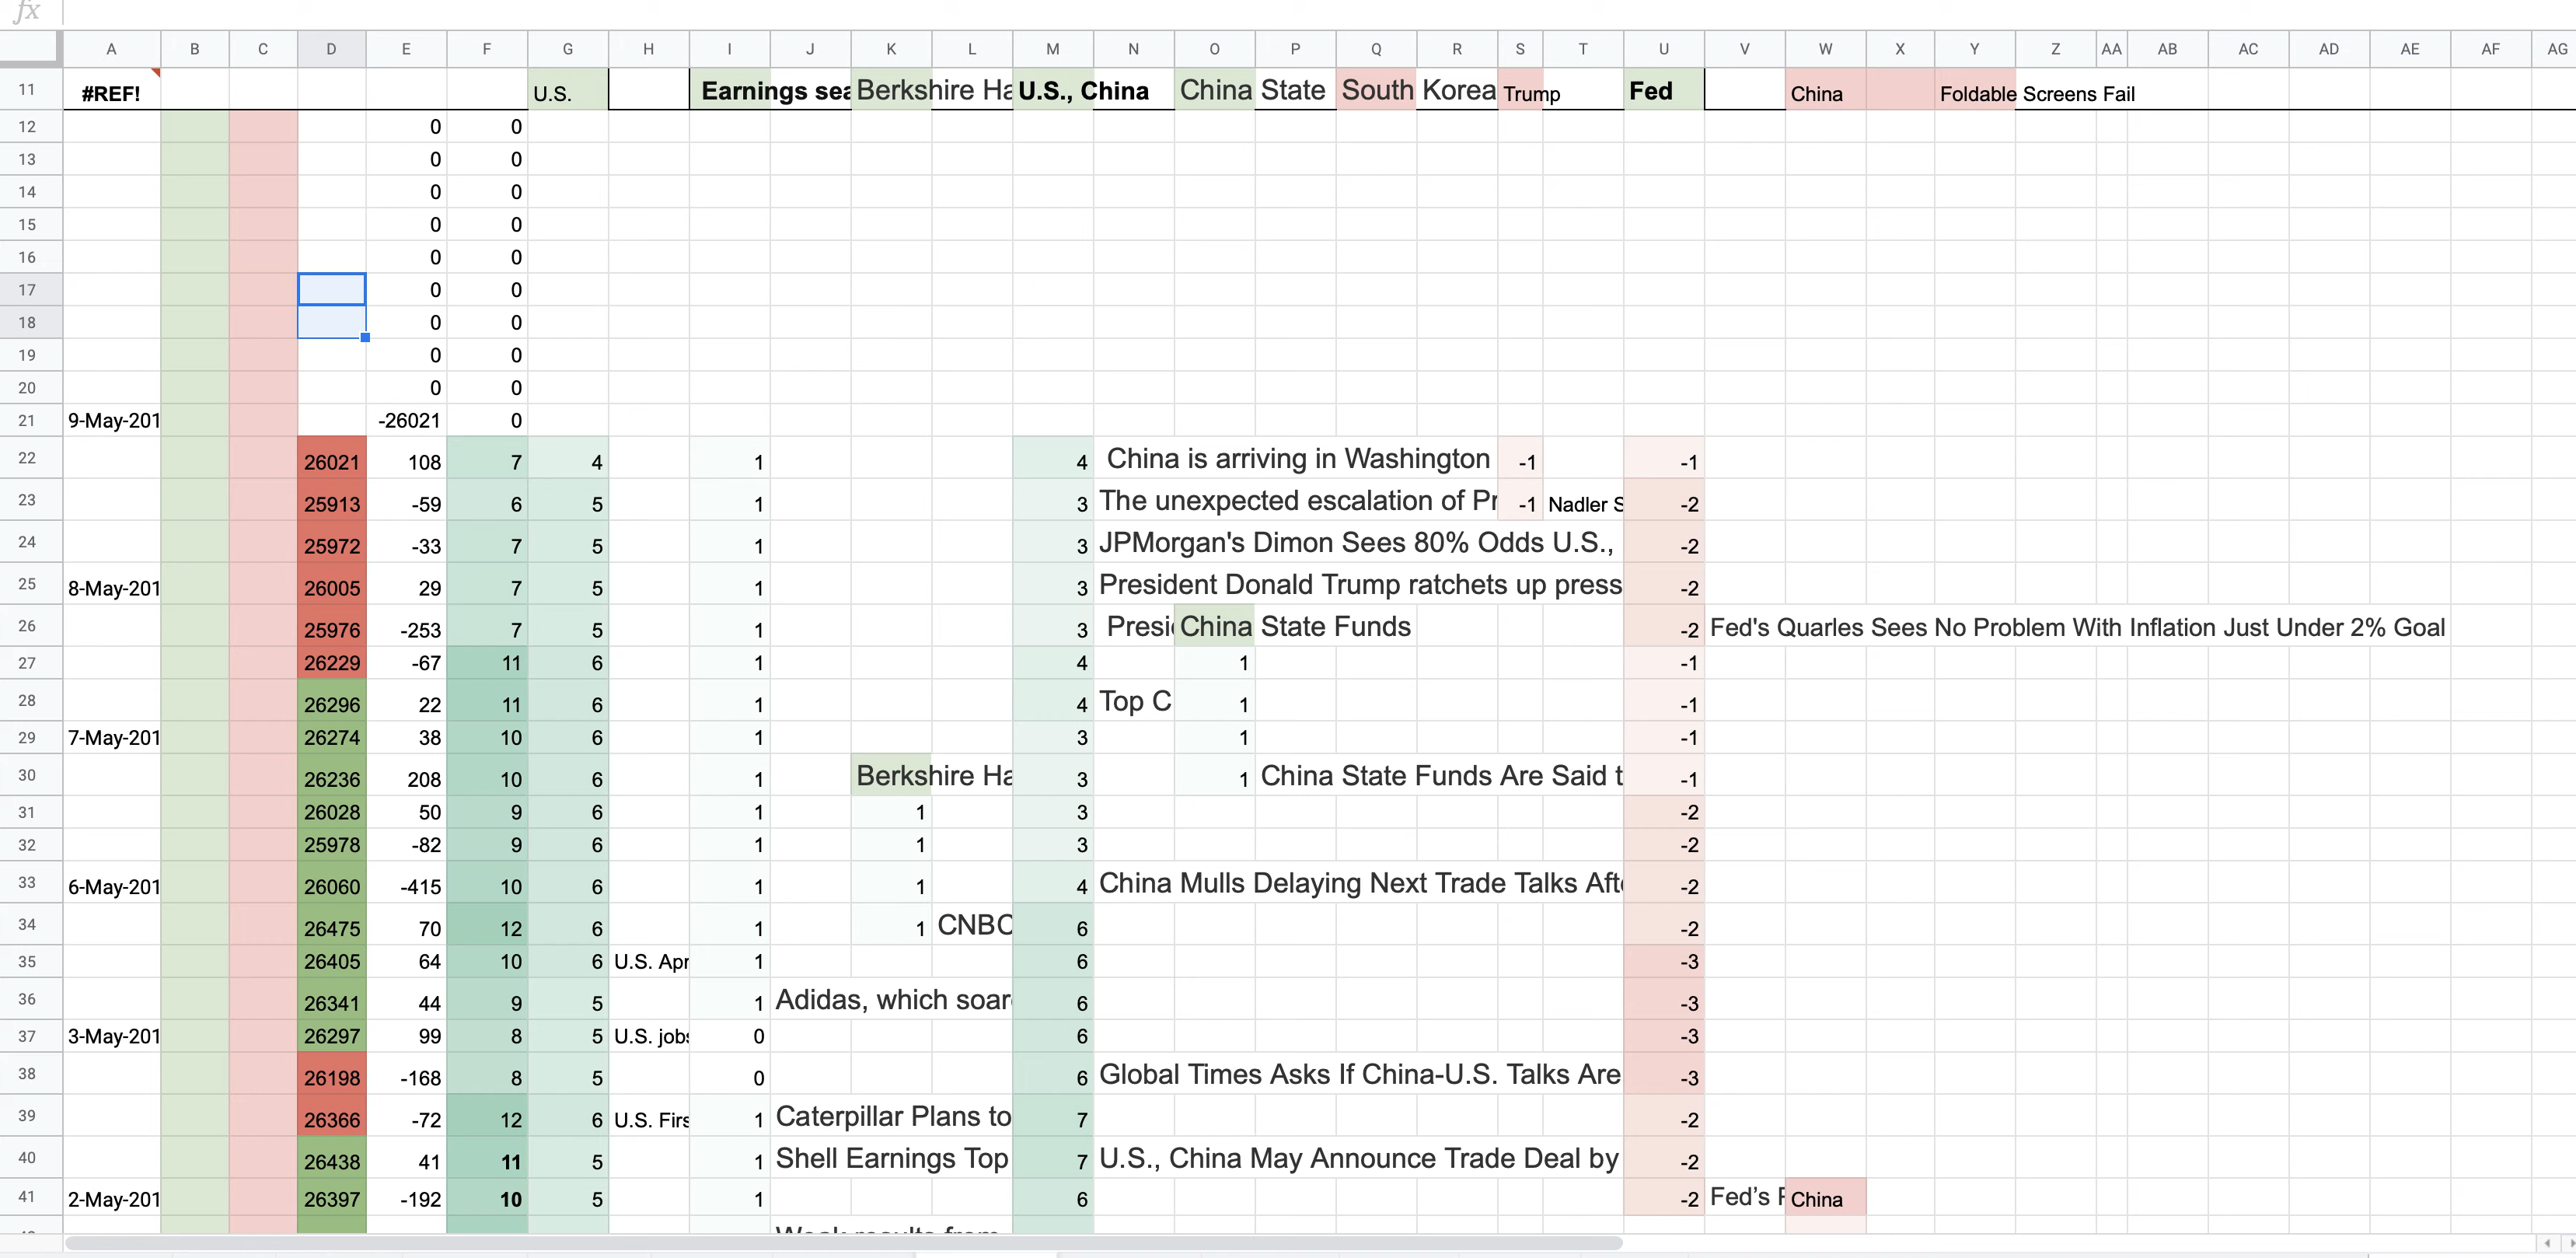 fx
A B C D E F G H I J K L M N O P Q R S T U V W X Y Z AA AB AC AD AE AF AG
11 #REF! U.S. Earnings sea Berkshire Ha U.S., China China State South Korea Trump Fed China Foldable Screens Fail
12 0 0
13 0 0
14 0 0
15 0 0
16 0 0
17 0 0
18 0 0
19 0 0
20 0 0
21 9-May-201 -26021 0
22 26021 108 7 4 1 4 China is arriving in Washington -1 -1
23 25913 -59 6 5 1 3 The unexpected escalation of Pr -1 Nadler S -2
24 25972 -33 7 5 1 3 JPMorgan's Dimon Sees 80% Odds U.S., -2
25 8-May-201 26005 29 7 5 1 3 President Donald Trump ratchets up press -2
26 25976 -253 7 5 1 3 Presi China State Funds -2 Fed's Quarles Sees No Problem With Inflation Just Under 2% Goal
27 26229 -67 11 6 1 4 1 -1
28 26296 22 11 6 1 4 Top C 1 -1
29 7-May-201 26274 38 10 6 1 3 1 -1
30 26236 208 10 6 1 Berkshire Ha 3 1 China State Funds Are Said t -1
31 26028 50 9 6 1 1 3 -2
32 25978 -82 9 6 1 1 3 -2
33 6-May-201 26060 -415 10 6 1 1 4 China Mulls Delaying Next Trade Talks Afte -2
34 26475 70 12 6 1 1 CNBC 6 -2
35 26405 64 10 6 U.S. Apr 1 6 -3
36 26341 44 9 5 1 Adidas, which soar 6 -3
37 3-May-201 26297 99 8 5 U.S. jobs 0 6 -3
38 26198 -168 8 5 0 6 Global Times Asks If China-U.S. Talks Are -3
39 26366 -72 12 6 U.S. Firs 1 Caterpillar Plans to 7 -2
40 26438 41 11 5 1 Shell Earnings Top 7 U.S., China May Announce Trade Deal by -2
41 2-May-201 26397 -192 10 5 1 6 -2 Fed’s China